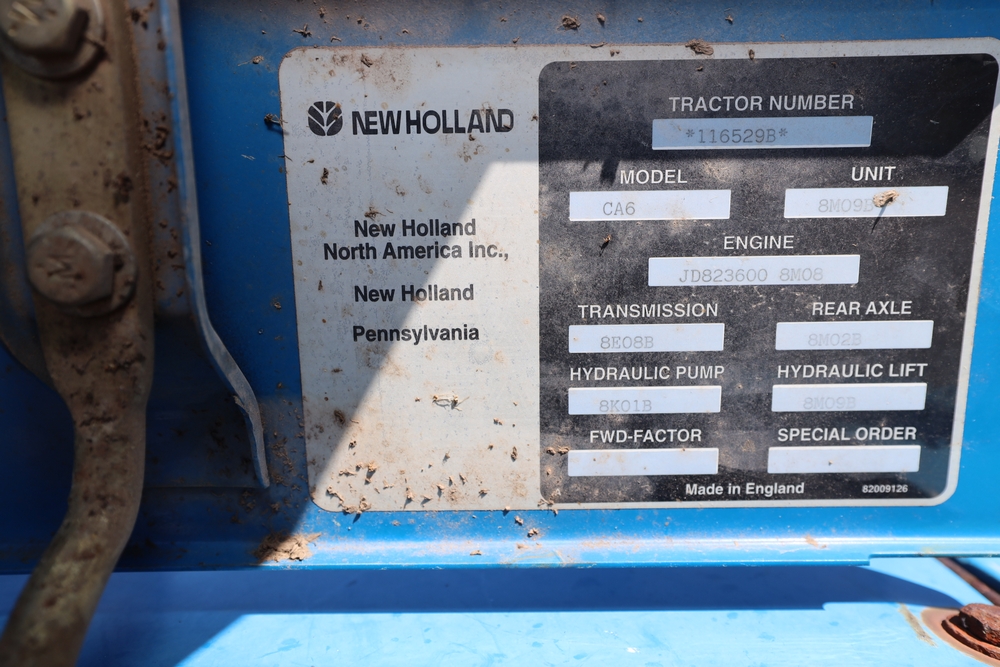 NEW HOLLAND
New Holland
North America Inc.,
New Holland
Pennsylvania
TRACTOR NUMBER
*116529B*
MODEL
UNIT
CA6
8M09B
ENGINE
JD823600 8M08
TRANSMISSION
REAR AXLE
8E08B
8M02B
HYDRAULIC PUMP
HYDRAULIC LIFT
8K01B
8M09B
FWD-FACTOR
SPECIAL ORDER
Made in England
82009126